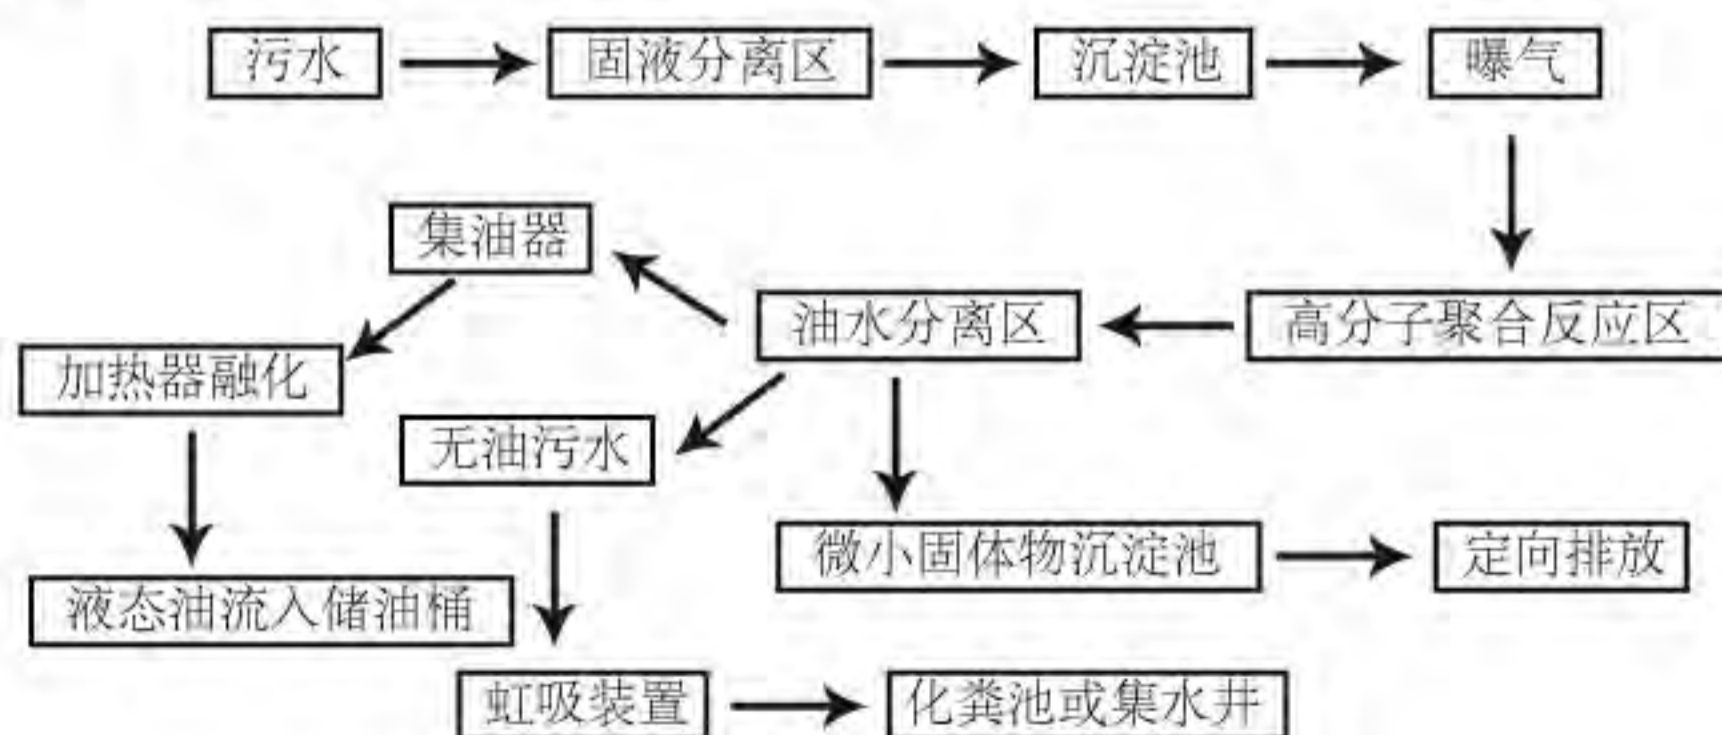 污水
固液分离区
沉淀池
曝气
集油器
油水分离区
高分子聚合反应区
加热器融化
无油污水
微小固体物沉淀池
定向排放
液态油流入储油桶
虹吸装置
化粪池或集水井